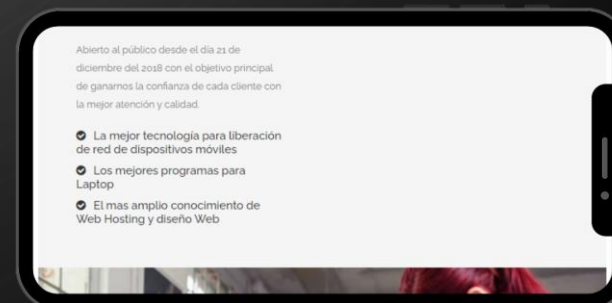 Abierto al público desde el día 21 de
diciembre del 2018 con el objetivo principal
de ganarnos la confianza de cada cliente con
la mejor atención y calidad.
La mejor tecnología para liberación
de red de dispositivos móviles
Los mejores programas para
Laptop
El mas amplio conocimiento de
Web Hosting y diseño Web